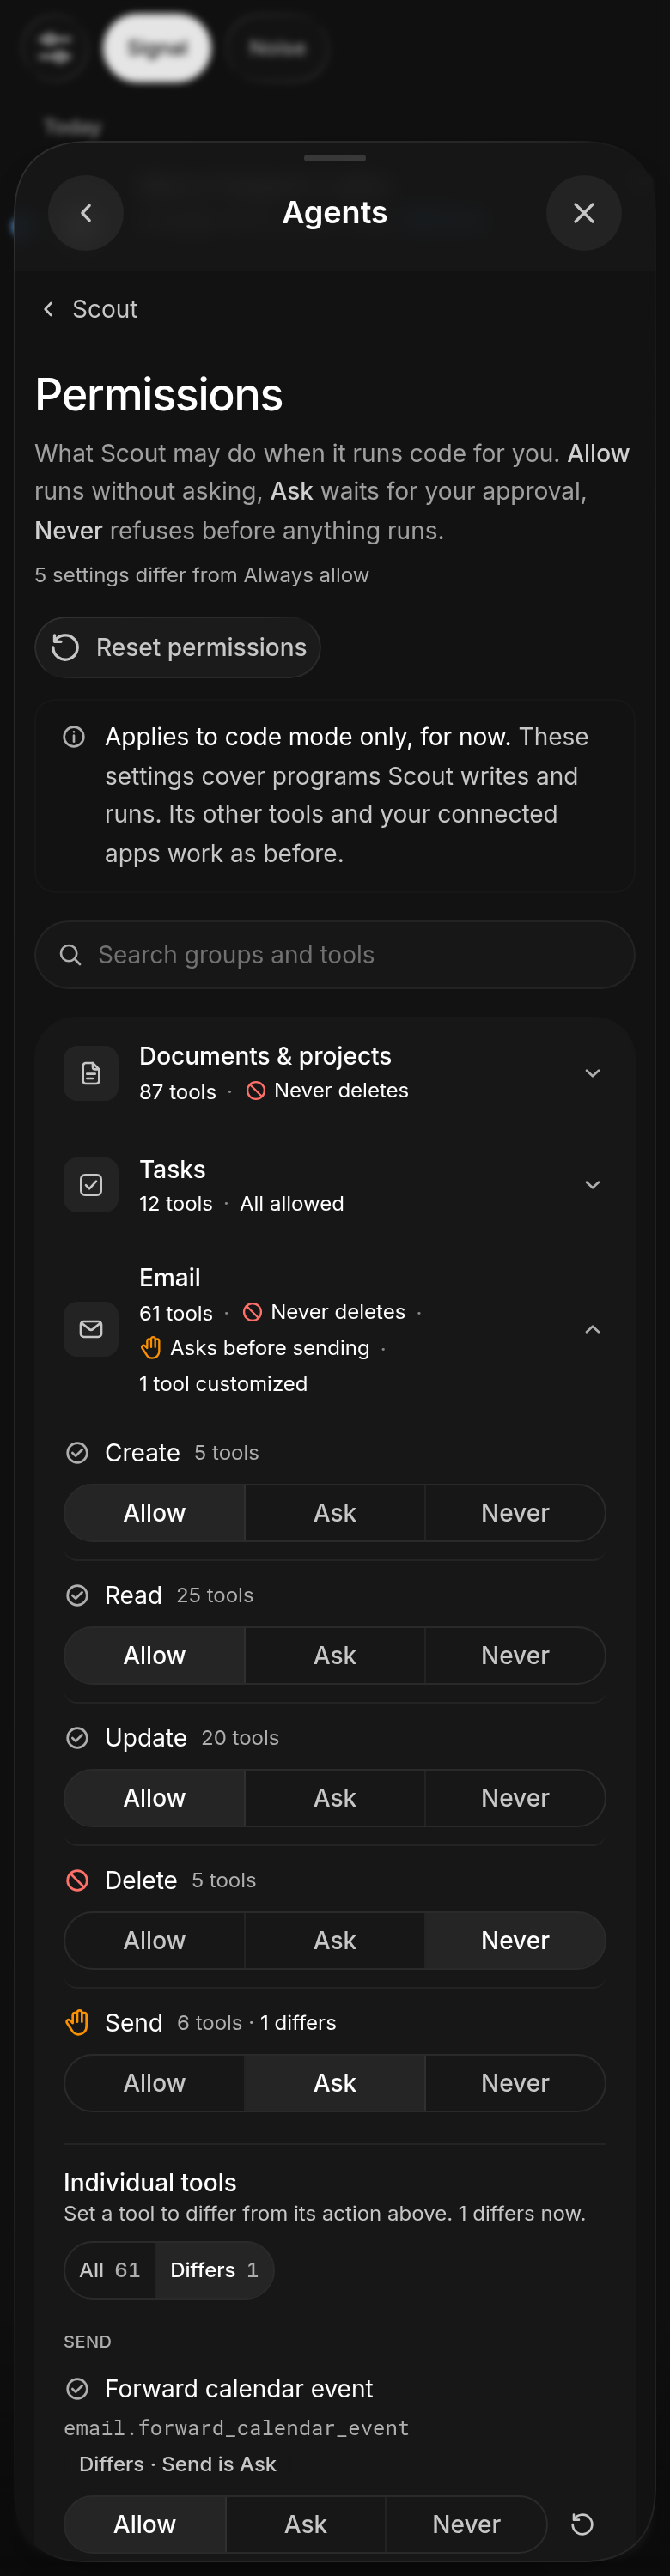 Signal
Noise
Today
Agents
Scout
Permissions
What Scout may do when it runs code for you. Allow
runs without asking, Ask waits for your approval,
Never refuses before anything runs.
5 settings differ from Always allow
Reset permissions
Applies to code mode only, for now. These
settings cover programs Scout writes and
runs. Its other tools and your connected
apps work as before.
Search groups and tools
Documents & projects
87 tools · Never deletes
Tasks
12 tools · All allowed
Email
61 tools · Never deletes ·
Asks before sending ·
1 tool customized
Create 5 tools
Allow Ask Never
Read 25 tools
Allow Ask Never
Update 20 tools
Allow Ask Never
Delete 5 tools
Allow Ask Never
Send 6 tools · 1 differs
Allow Ask Never
Individual tools
Set a tool to differ from its action above. 1 differs now.
All 61 Differs 1
SEND
Forward calendar event
email.forward_calendar_event
Differs · Send is Ask
Allow Ask Never